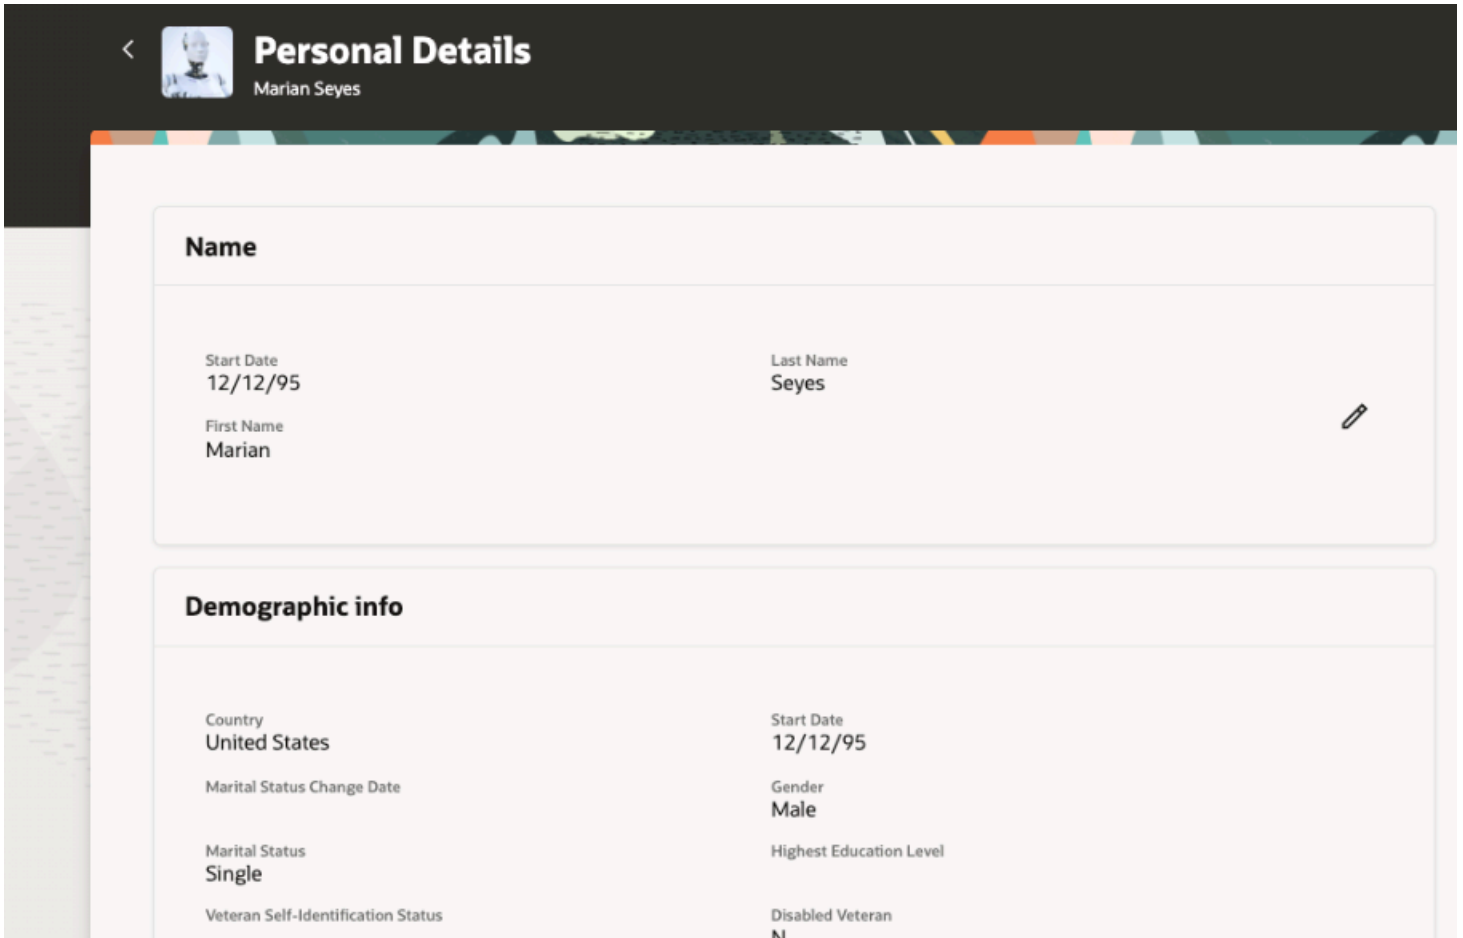 Personal Details
Marian Seyes
Name
Start Date
12/12/95
Last Name
Seyes
First Name
Marian
Demographic info
Country
United States
Start Date
12/12/95
Marital Status Change Date
Gender
Male
Marital Status
Single
Highest Education Level
Veteran Self-Identification Status
Disabled Veteran
N